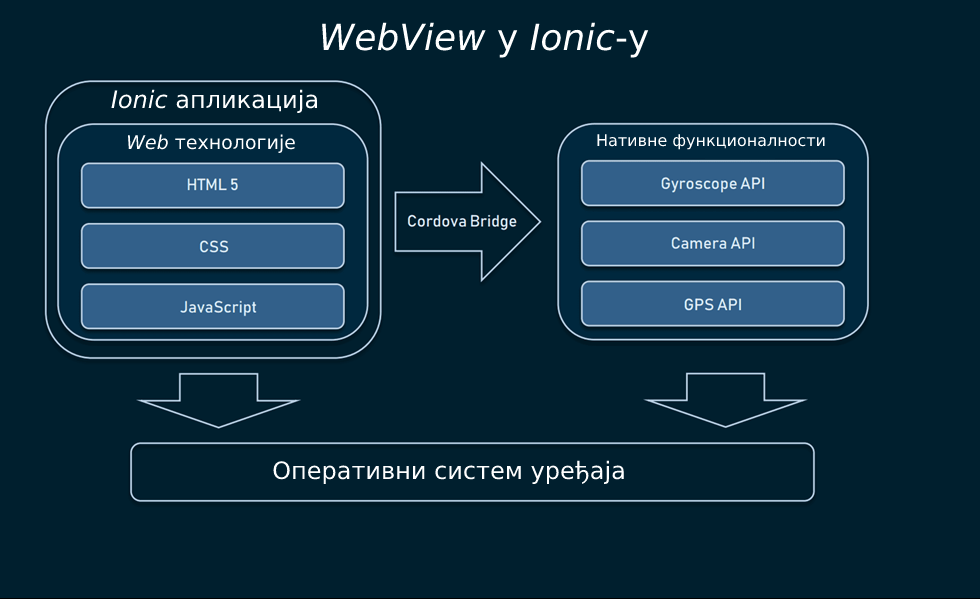 WebView у Ionic-у
Ionic апликација
Web технологије
HTML 5
CSS
JavaScript
Cordova Bridge
Нативне функционалности
Gyroscope API
Camera API
GPS API
Оперативни систем уређаја